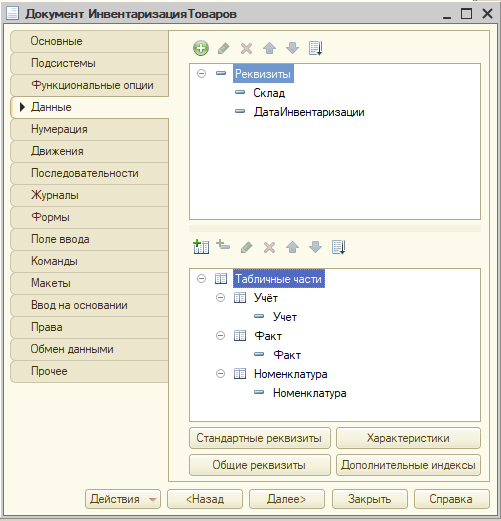 Документ ИнвентаризацияТоваров
Основные
Подсистемы
Функциональные опции
Данные
Нумерация
Движения
Последовательности
Журналы
Формы
Поле ввода
Команды
Макеты
Ввод на основании
Права
Обмен данными
Прочее
Реквизиты
Склад
ДатаИнвентаризации
Табличные части
Учёт
Учет
Факт
Факт
Номенклатура
Номенклатура
Стандартные реквизиты
Характеристики
Общие реквизиты
Дополнительные индексы
Действия
<Назад
Далее>
Закрыть
Справка